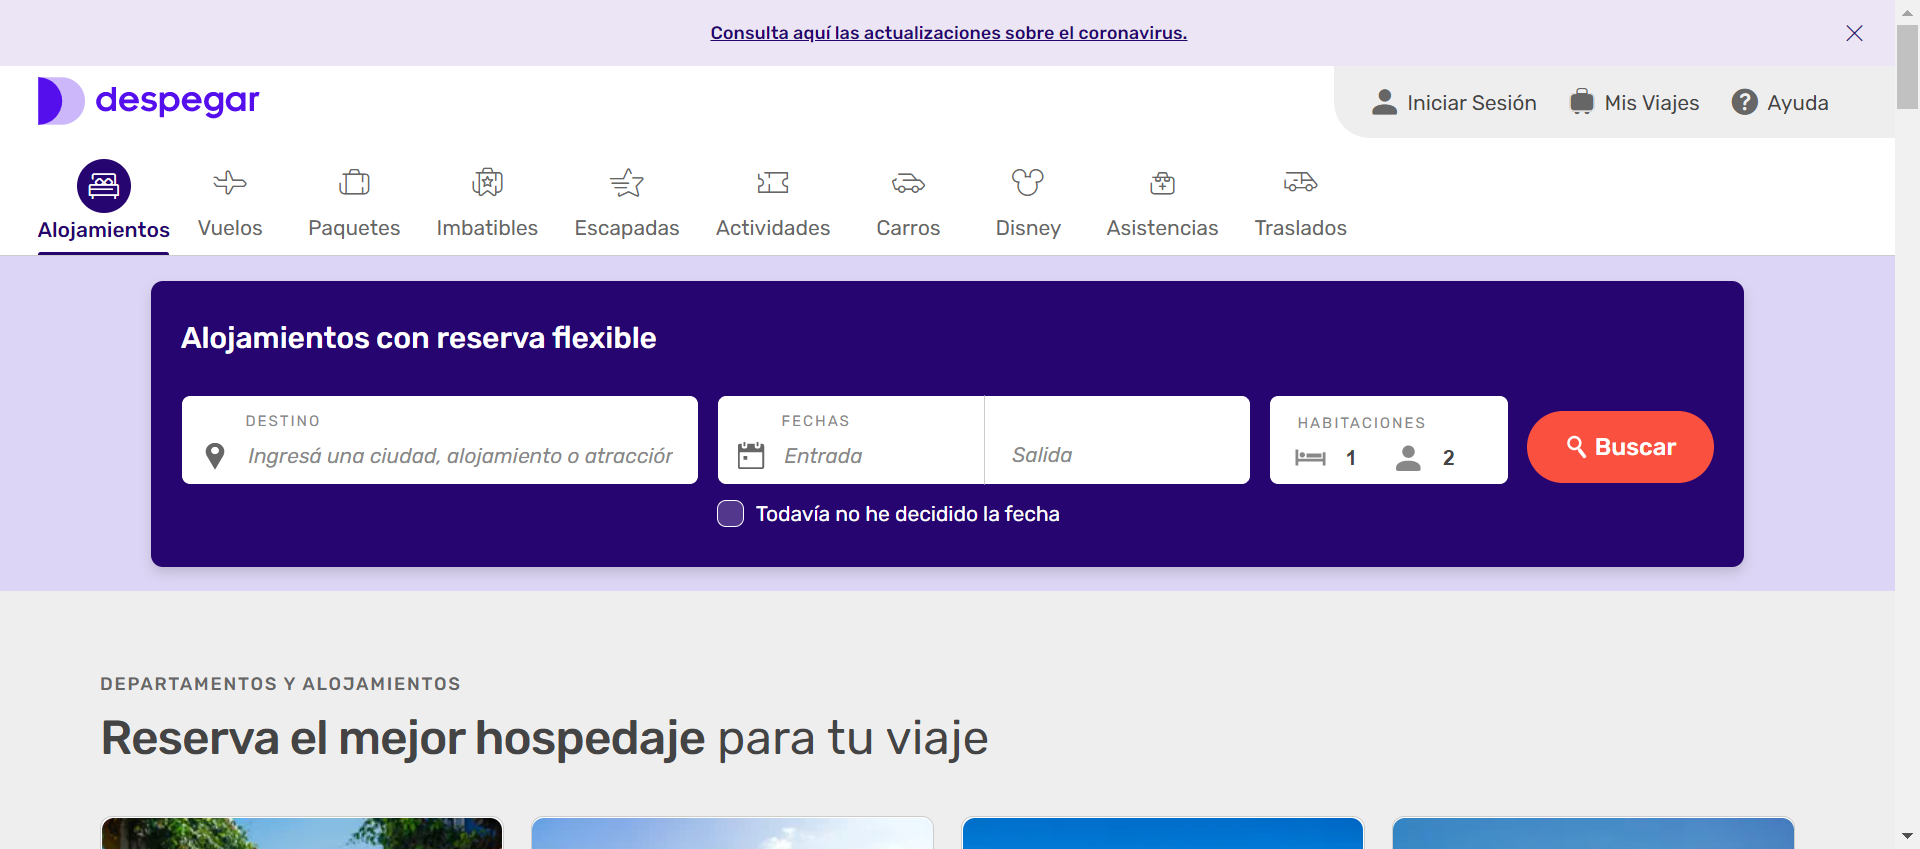 Consulta aquí las actualizaciones sobre el coronavirus.
despegar
Iniciar Sesión
Mis Viajes
Ayuda
Alojamientos
Vuelos
Paquetes
Imbatibles
Escapadas
Actividades
Carros
Disney
Asistencias
Traslados
Alojamientos con reserva flexible
DESTINO
Ingresá una ciudad, alojamiento o atracción
FECHAS
Entrada
Salida
HABITACIONES
1
2
Buscar
Todavía no he decidido la fecha
DEPARTAMENTOS Y ALOJAMIENTOS
Reserva el mejor hospedaje para tu viaje